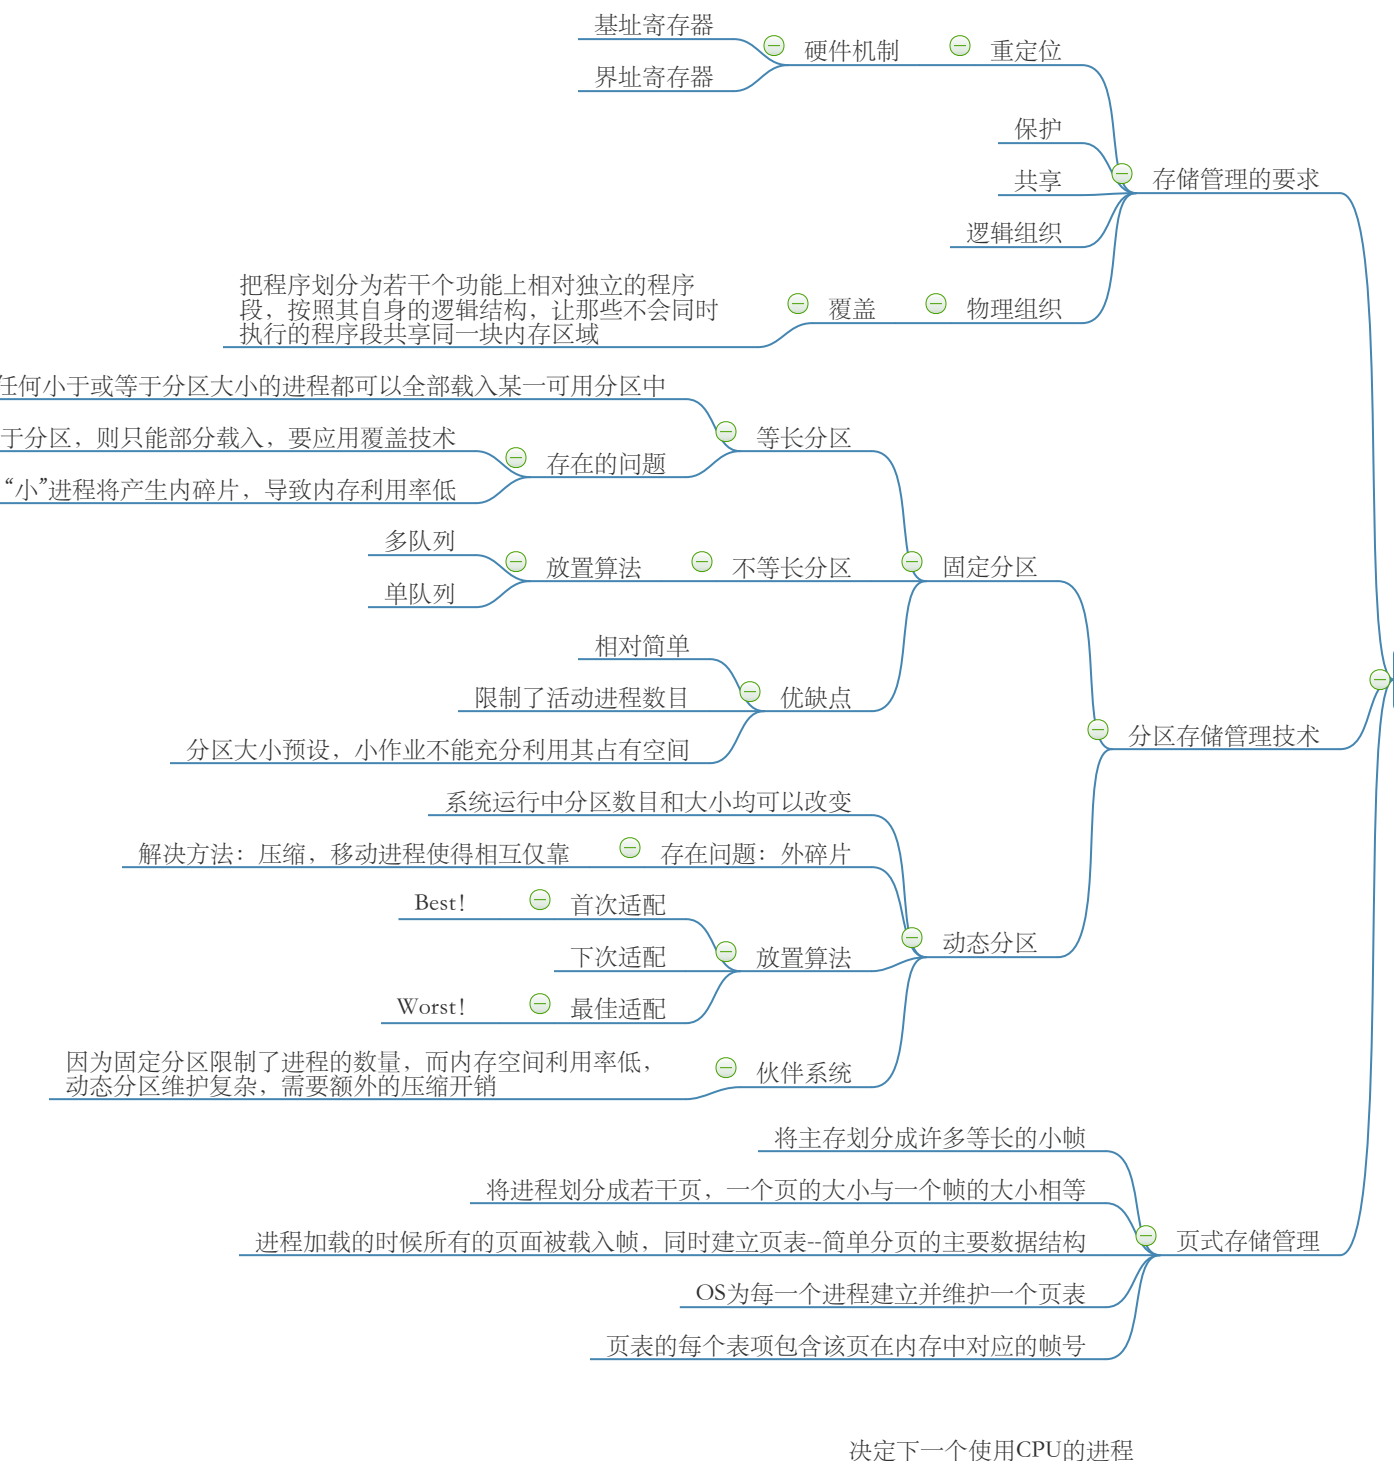 基址寄存器
硬件机制
重定位
界址寄存器
保护
存储管理的要求
共享
逻辑组织
把程序划分为若干个功能上相对独立的程序
段，按照其自身的逻辑结构，让那些不会同时
执行的程序段共享同一块内存区域
覆盖
物理组织
任何小于或等于分区大小的进程都可以全部载入某一可用分区中
等长分区
于分区，则只能部分载入，要应用覆盖技术
存在的问题
“小”进程将产生内碎片，导致内存利用率低
多队列
放置算法
不等长分区
固定分区
单队列
相对简单
限制了活动进程数目
优缺点
分区大小预设，小作业不能充分利用其占有空间
分区存储管理技术
系统运行中分区数目和大小均可以改变
解决方法：压缩，移动进程使得相互仅靠
存在问题：外碎片
Best！
首次适配
动态分区
下次适配
放置算法
Worst！
最佳适配
因为固定分区限制了进程的数量，而内存空间利用率低，
动态分区维护复杂，需要额外的压缩开销
伙伴系统
将主存划分成许多等长的小帧
将进程划分成若干页，一个页的大小与一个帧的大小相等
进程加载的时候所有的页面被载入帧，同时建立页表--简单分页的主要数据结构
页式存储管理
OS为每一个进程建立并维护一个页表
页表的每个表项包含该页在内存中对应的帧号
决定下一个使用CPU的进程